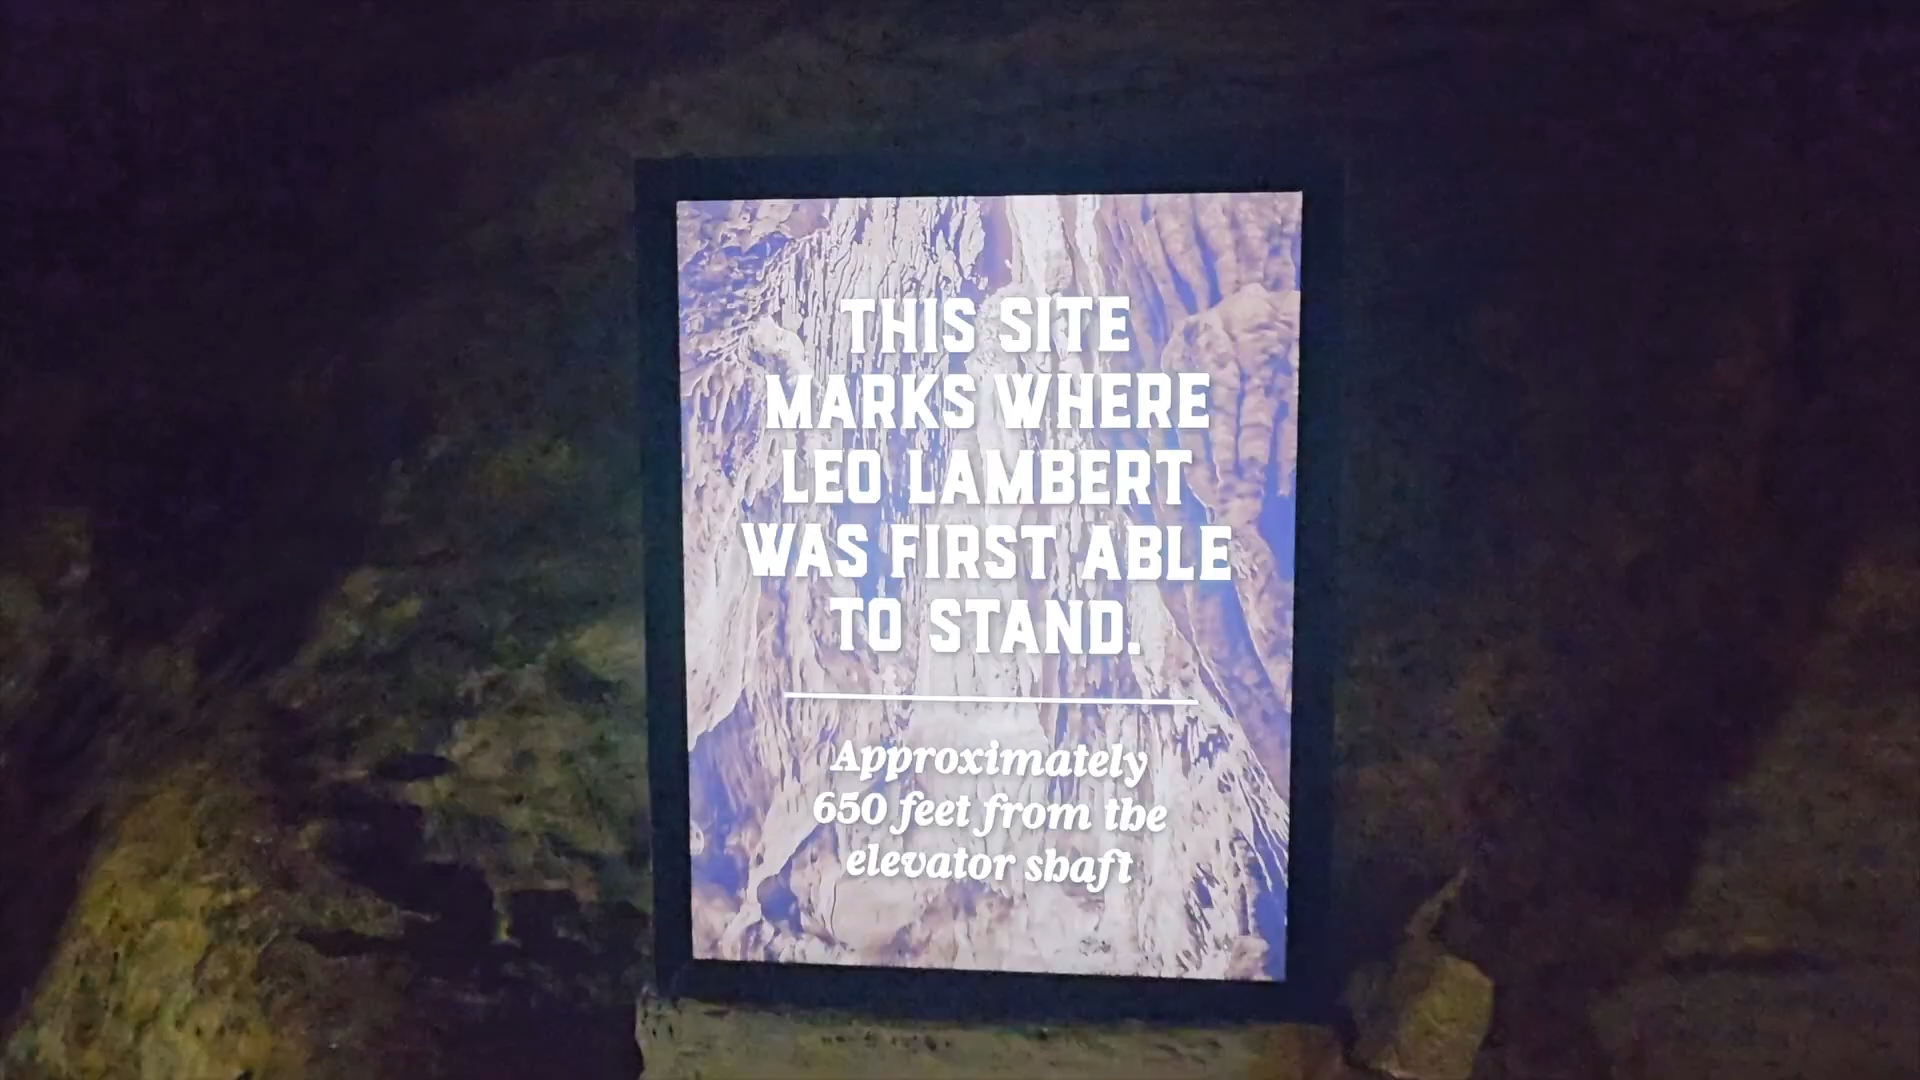 THIS SITE
MARKS WHERE
LEO LAMBERT
WAS FIRST ABLE
TO STAND.
Approximately
650 feet from the
elevator shaft